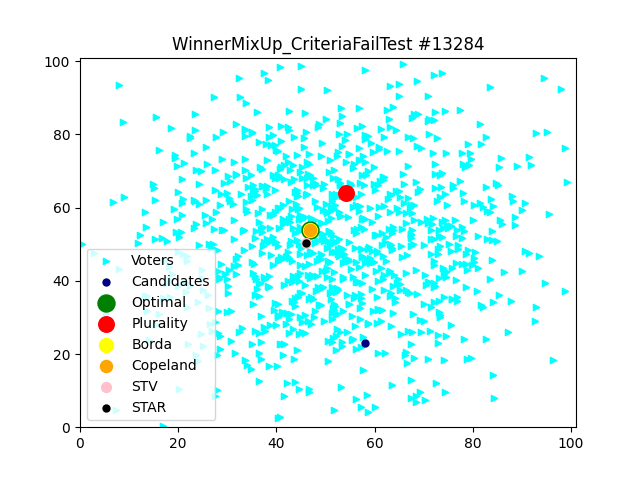 WinnerMixUp_CriteriaFailTest #13284
100
80
60
40
20
0
Voters
Candidates
Optimal
Plurality
Borda
Copeland
STV
STAR
0 20 40 60 80 100